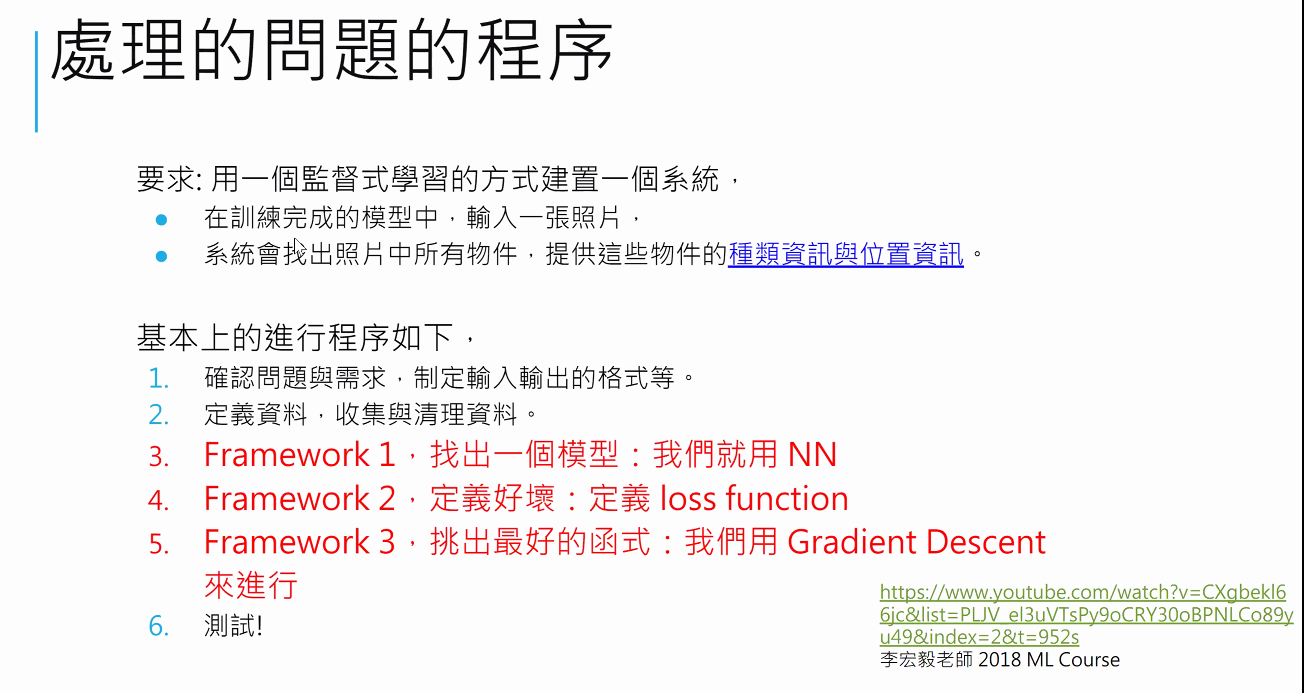 處理的問題的程序
要求: 用一個監督式學習的方式建置一個系統，
● 在訓練完成的模型中，輸入一張照片，
● 系統會找出照片中所有物件，提供這些物件的種類資訊與位置資訊。
基本上的進行程序如下，
1. 確認問題與需求，制定輸入輸出的格式等。
2. 定義資料，收集與清理資料。
3. Framework 1，找出一個模型：我們就用 NN
4. Framework 2，定義好壞：定義 loss function
5. Framework 3，挑出最好的函式：我們用 Gradient Descent
來進行
6. 測試!
https://www.youtube.com/watch?v=CXgbekl6
6jc&list=PLJV_el3uVTsPy9oCRY30oBPNLCo89y
u49&index=2&t=952s
李宏毅老師 2018 ML Course